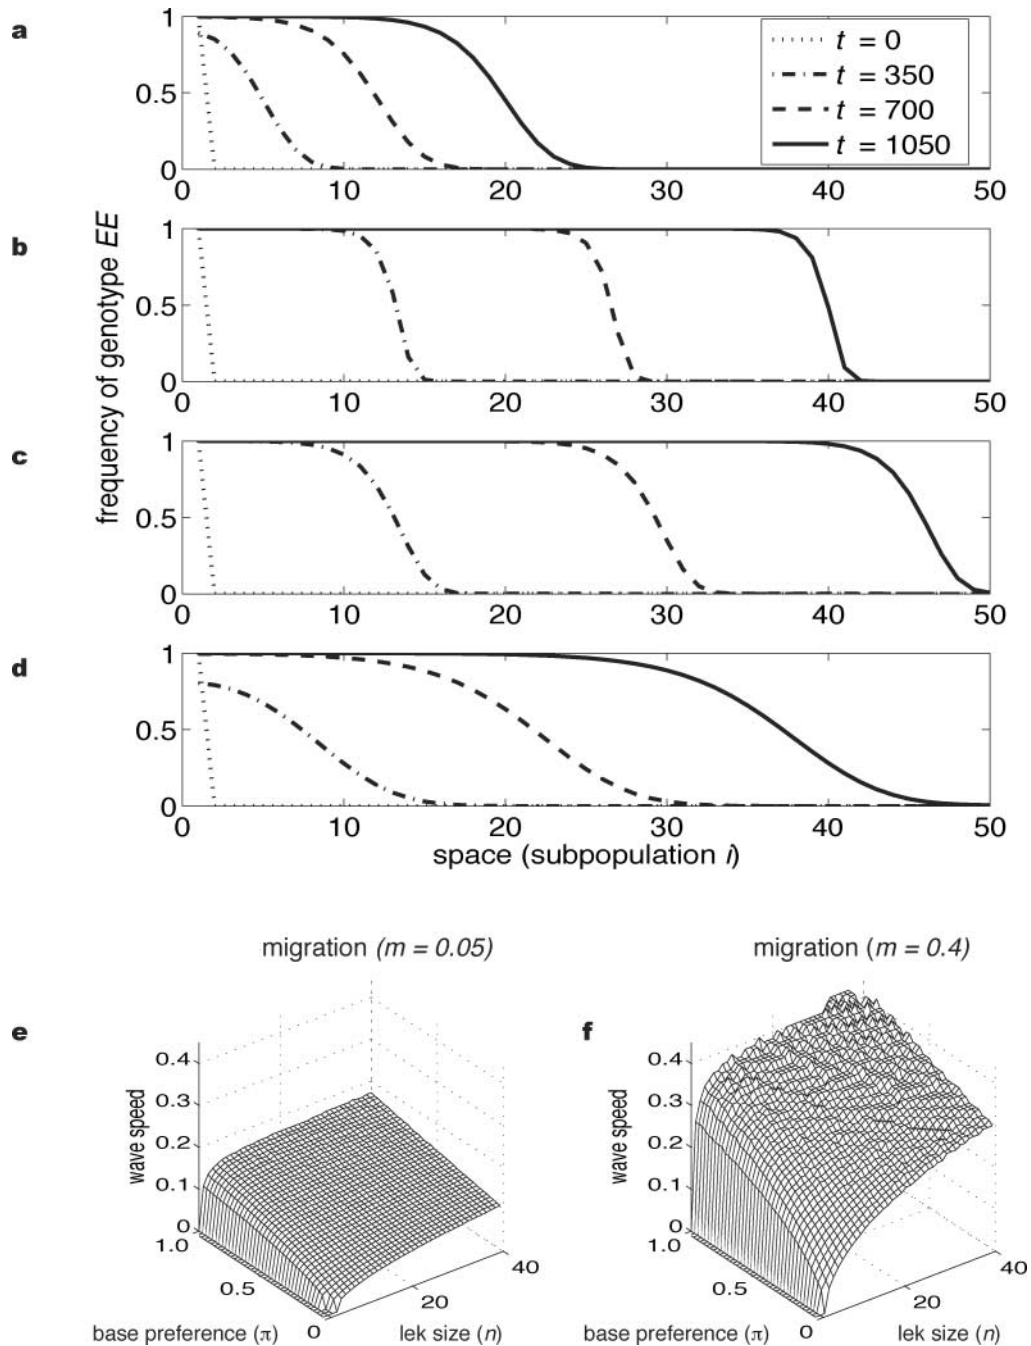 a
1
0.5
0
t = 0
t = 350
t = 700
t = 1050
0 10 20 30 40 50
b
1
0.5
0
0 10 20 30 40 50
frequency of genotype EE
c
1
0.5
0
0 10 20 30 40 50
d
1
0.5
0
0 10 20 30 40 50
space (subpopulation i)
migration (m = 0.05)
migration (m = 0.4)
e
wave speed
0.4
0.3
0.2
0.1
0
1.0
0.5
0
20
40
base preference (π)
lek size (n)
f
wave speed
0.4
0.3
0.2
0.1
0
1.0
0.5
0
20
40
base preference (π)
lek size (n)